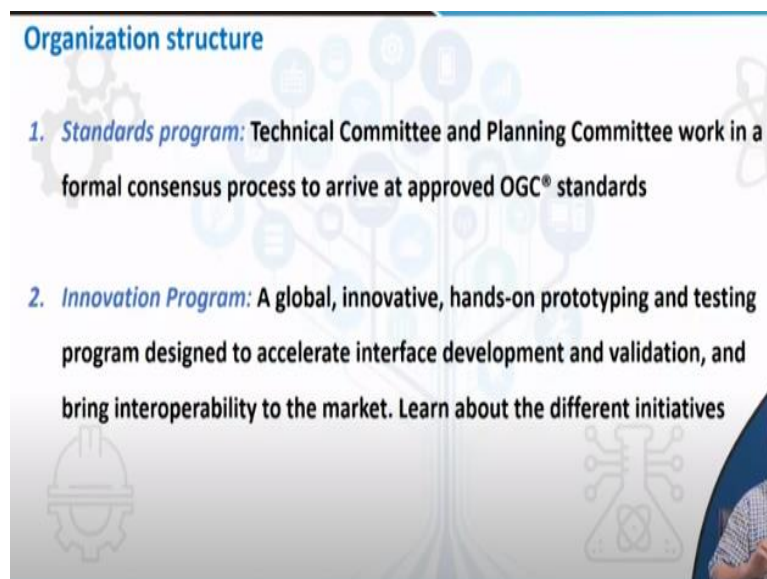 Organization structure
1. Standards program: Technical Committee and Planning Committee work in a
formal consensus process to arrive at approved OGC® standards
2. Innovation Program: A global, innovative, hands-on prototyping and testing
program designed to accelerate interface development and validation, and
bring interoperability to the market. Learn about the different initiatives